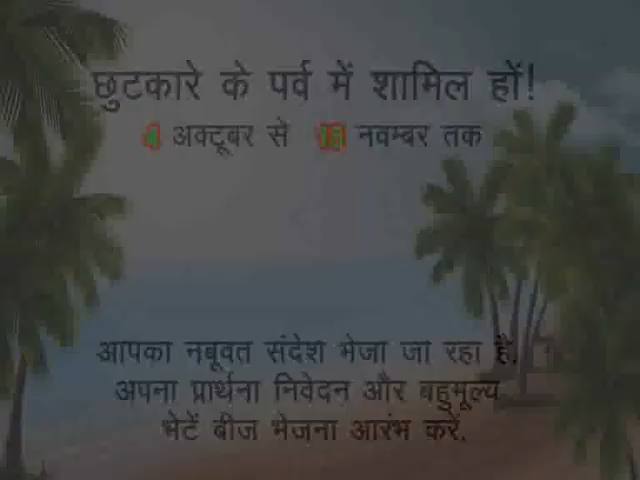 छुटकारे के पर्व में शामिल हों!
4 अक्टूबर से नवम्बर तक
आपका नबूवत संदेश भेजा जा रहा है.
अपना प्रार्थना निवेदन और बहुमूल्य
भेटें बीज भेजना आरंभ करें.